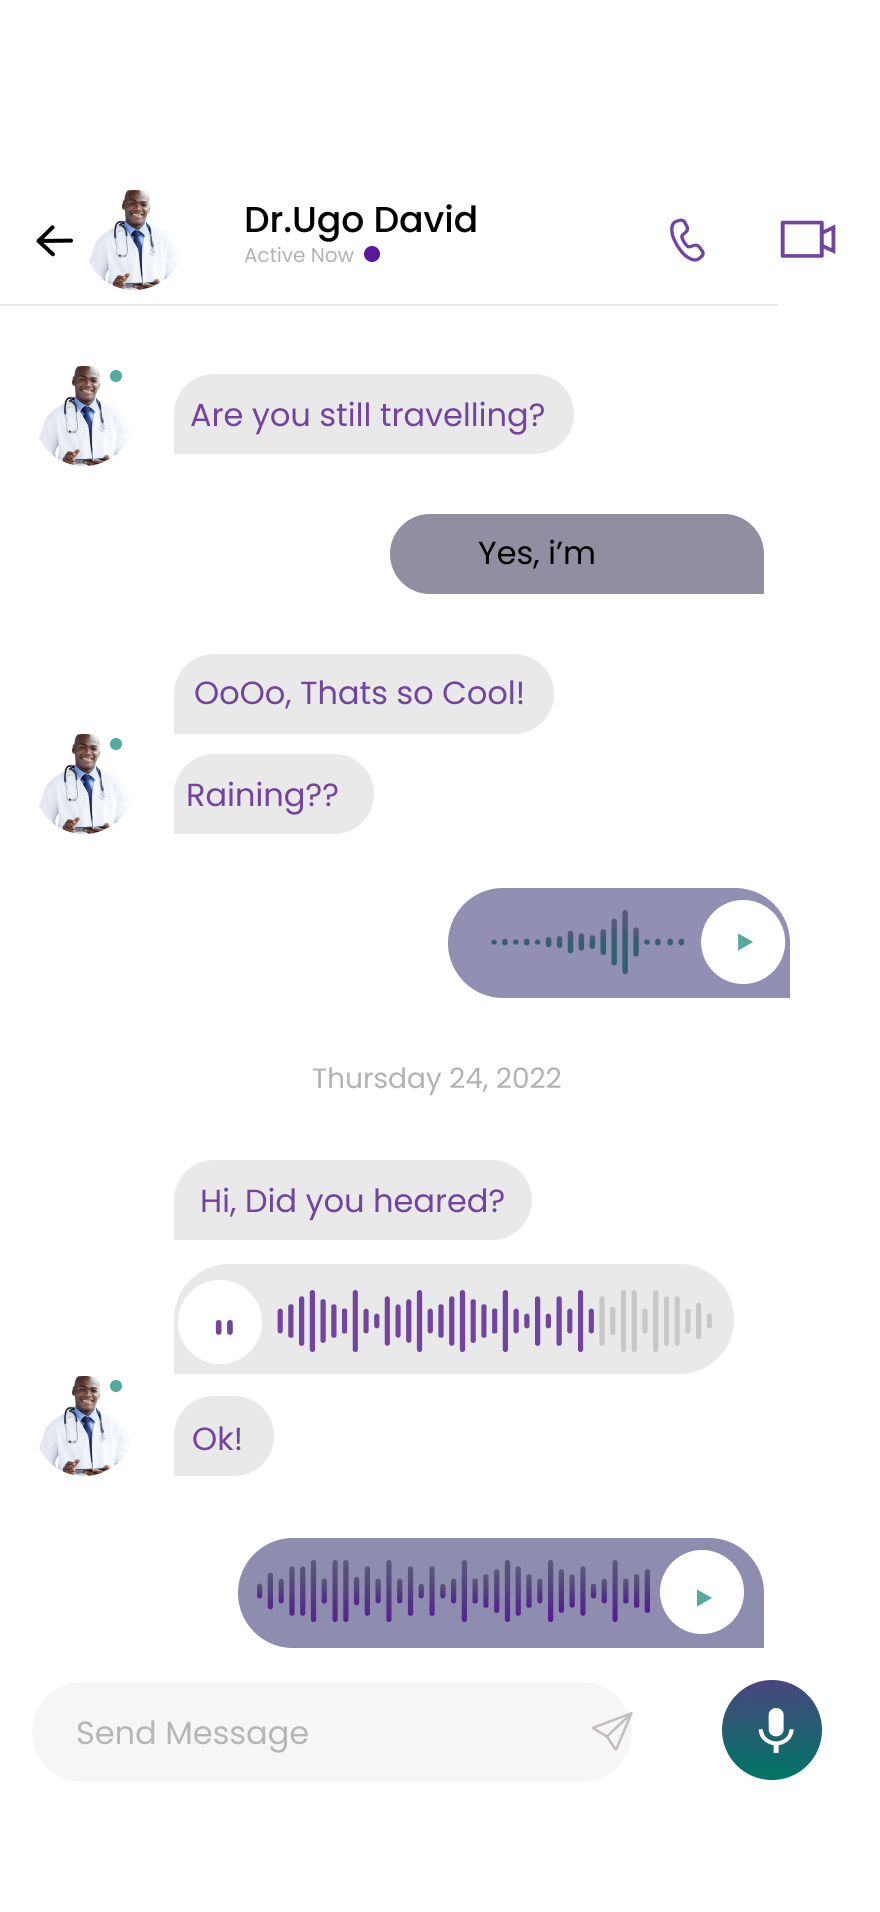 Dr.Ugo David
Active Now
Are you still travelling?
Yes, i’m
OoOo, Thats so Cool!
Raining??
Thursday 24, 2022
Hi, Did you heared?
Ok!
Send Message